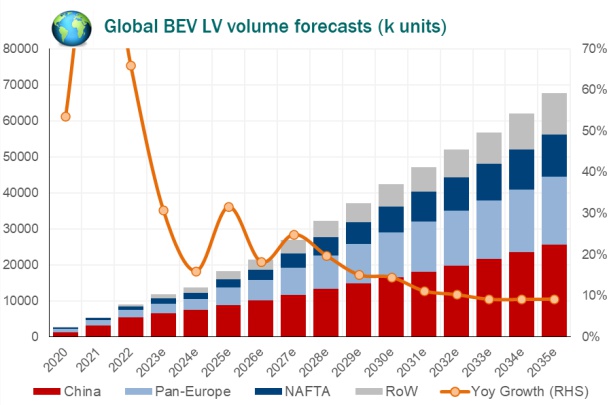 Global BEV LV volume forecasts (k units)
80000
70000
60000
50000
40000
30000
20000
10000
0
70%
60%
50%
40%
30%
20%
10%
0%
2020
2021
2022
2023e
2024e
2025e
2026e
2027e
2028e
2029e
2030e
2031e
2032e
2033e
2034e
2035e
China Pan-Europe NAFTA RoW Yoy Growth (RHS)